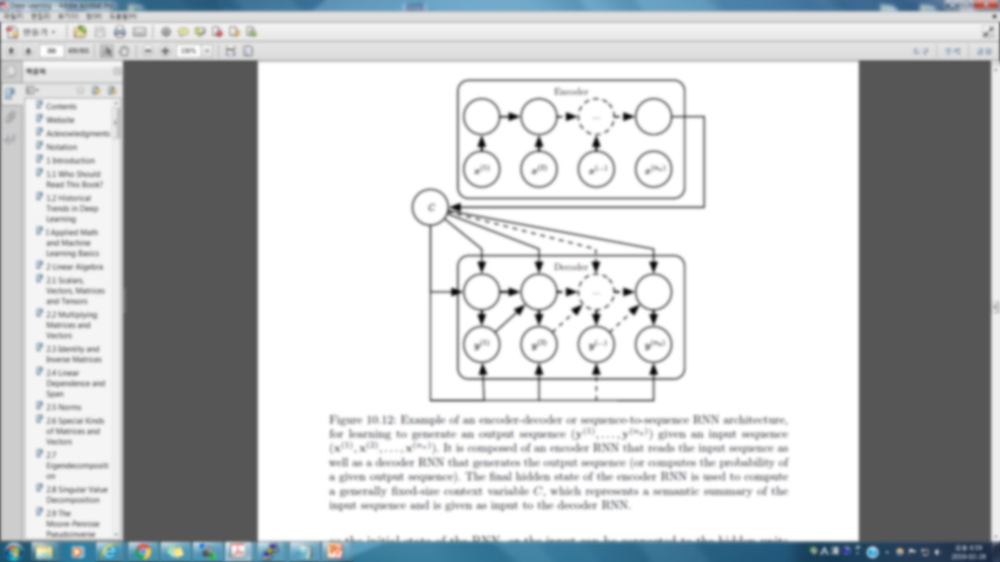 만들기
Contents
Website
Acknowledgments
Notation
1 Introduction
1.1 Who Should
Read This Book?
1.2 Historical
Trends in Deep
Learning
I Applied Math
and Machine
Learning Basics
2 Linear Algebra
2.1 Scalars,
Vectors, Matrices
and Tensors
2.2 Multiplying
Matrices and
Vectors
2.3 Identity and
Inverse Matrices
2.4 Linear
Dependence and
Span
2.5 Norms
2.6 Special Kinds
of Matrices and
Vectors
2.7
Eigendecompositi
on
2.8 Singular Value
Decomposition
2.9 The
Moore-Penrose
Pseudoinverse
Encoder
...
x(1) x(2) x(...) x(nx)
C
Decoder
...
y(1) y(2) y(...) y(ny)
Figure 10.12: Example of an encoder-decoder or sequence-to-sequence RNN architecture,
for learning to generate an output sequence (y(1), . . . , y(ny)) given an input sequence
(x(1), x(2), . . . , x(nx)). It is composed of an encoder RNN that reads the input sequence as
well as a decoder RNN that generates the output sequence (or computes the probability of
a given output sequence). The final hidden state of the encoder RNN is used to compute
a generally fixed-size context variable C, which represents a semantic summary of the
input sequence and is given as input to the decoder RNN.
as the initial state of the RNN, or the input can be connected to the hidden units